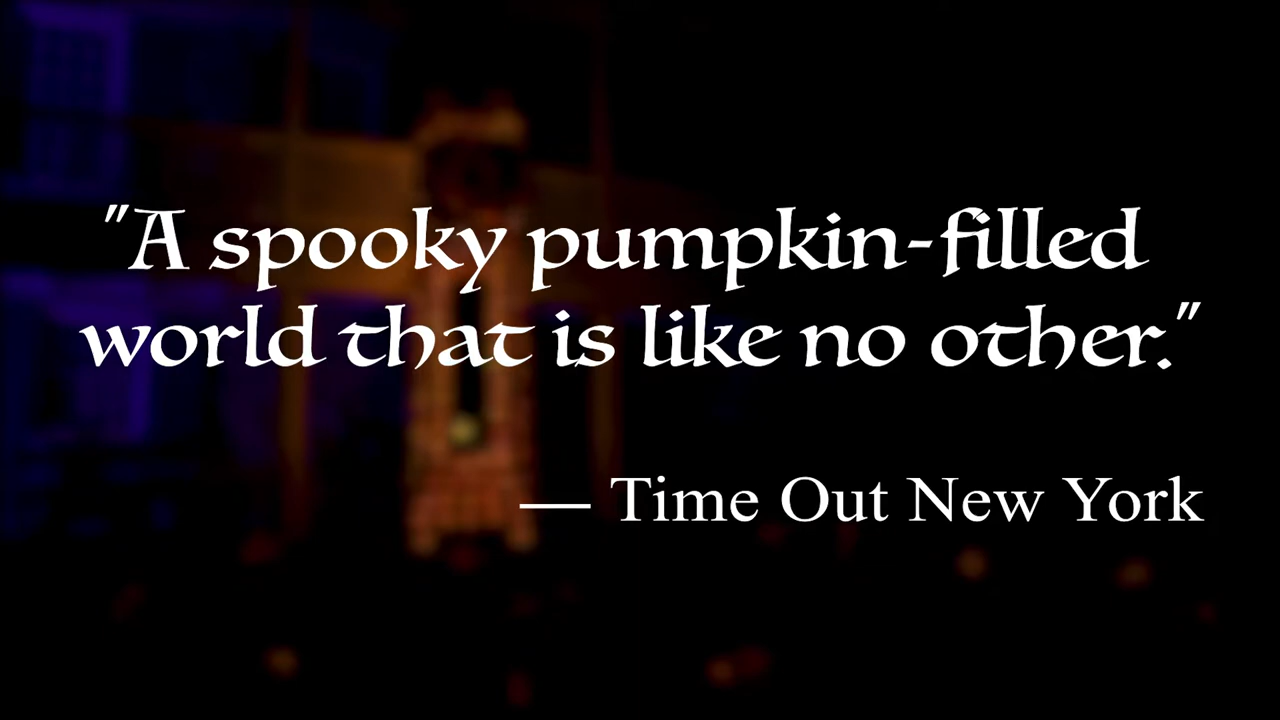 "A spooky pumpkin-filled
world that is like no other."
— Time Out New York